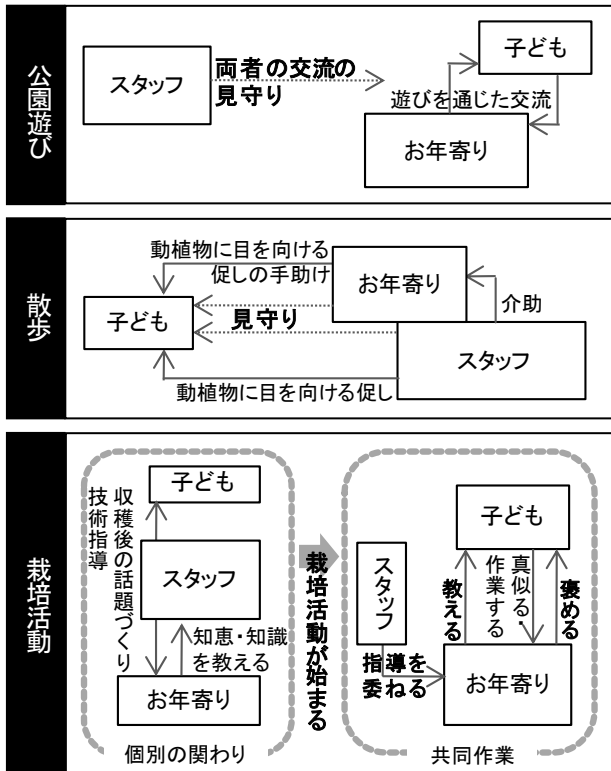 公園遊び
スタッフ
両者の交流の
見守り
子ども
遊びを通じた交流
お年寄り
散歩
動植物に目を向ける
促しの手助け
お年寄り
子ども
見守り
介助
スタッフ
動植物に目を向ける促し
栽培活動
子ども
技術指導
収穫後の話題づくり
スタッフ
知恵・知識
を教える
お年寄り
個別の関わり
栽培活動が始まる
子ども
スタッフ
教える
作業する
真似る・
褒める
指導を
委ねる
お年寄り
共同作業